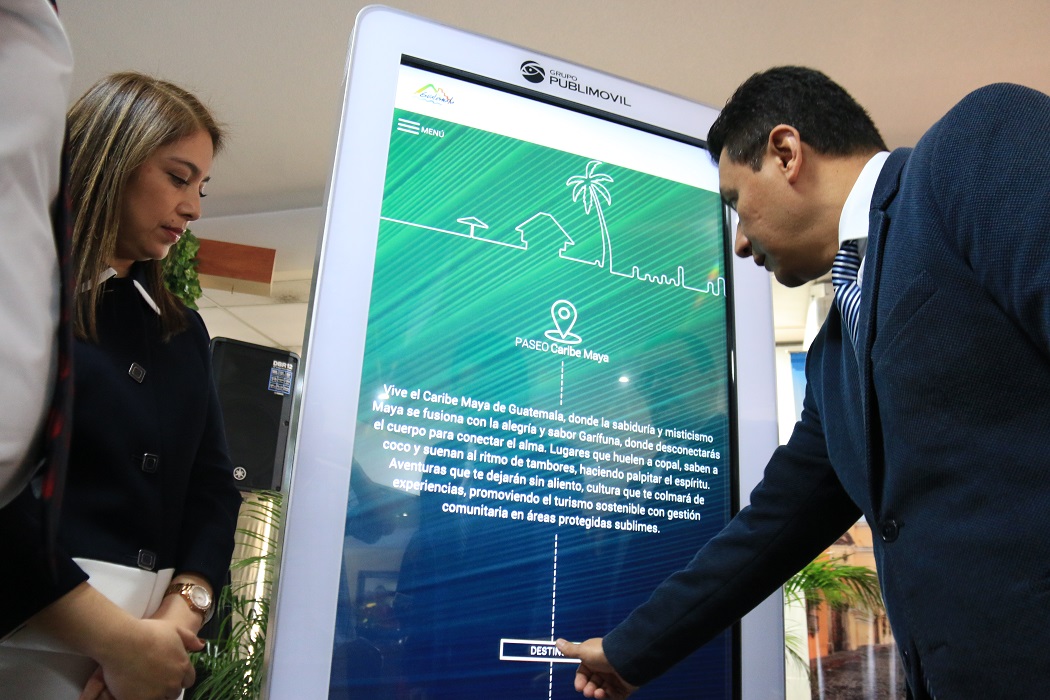 GRUPO
PUBLIMOVIL
MENÚ
PASEO Caribe Maya
Vive el Caribe Maya de Guatemala, donde la sabiduría y misticismo
Maya se fusiona con la alegría y sabor Garífuna, donde desconectarás
el cuerpo para conectar el alma. Lugares que huelen a copal, saben a
coco y suenan al ritmo de tambores, haciendo palpitar el espíritu.
Aventuras que te dejarán sin aliento, cultura que te colmará de
experiencias, promoviendo el turismo sostenible con gestión
comunitaria en áreas protegidas sublimes.